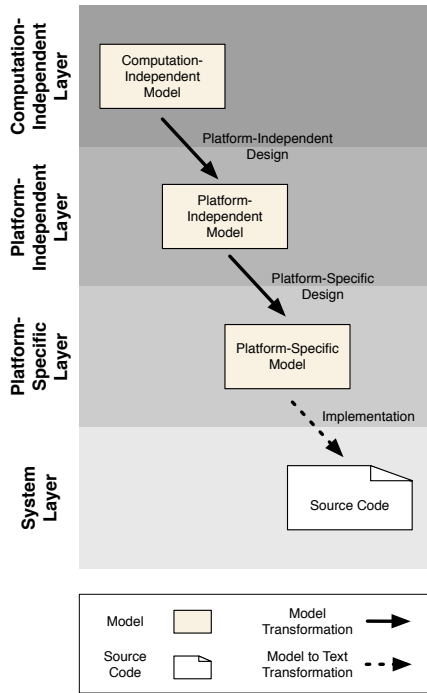 Computation-
Independent
Layer
Computation-
Independent
Model
Platform-Independent
Design
Platform-
Independent
Layer
Platform-
Independent
Model
Platform-Specific
Design
Platform-
Specific
Layer
Platform-Specific
Model
Implementation
System
Layer
Source Code
Model
Model
Transformation
Source
Code
Model to Text
Transformation